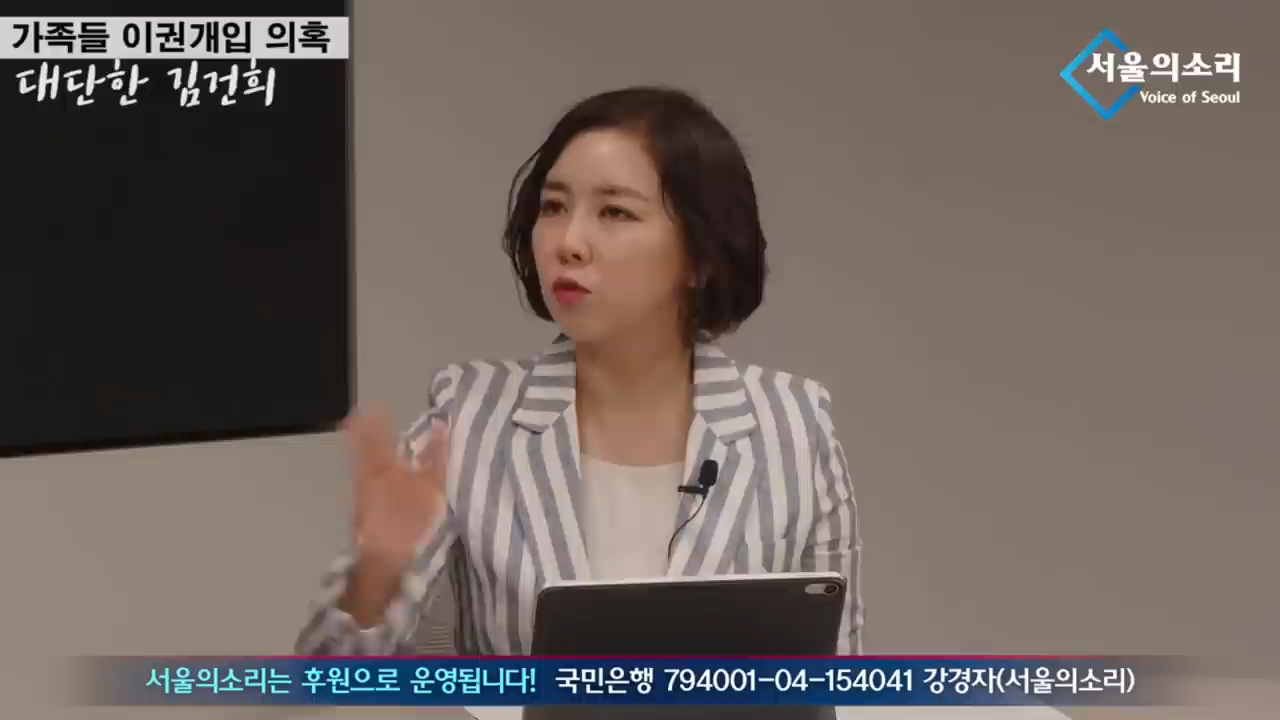 가족들 이권개입 의혹
대단한 김건희
서울의소리
Voice of Seoul
서울의소리는 후원으로 운영됩니다! 국민은행 794001-04-154041 강경자(서울의소리)